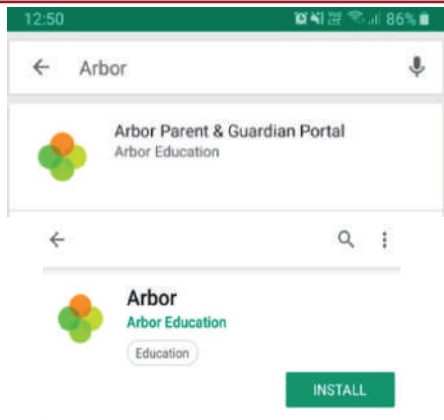 12:50 86%
Arbor
Arbor Parent & Guardian Portal
Arbor Education
Arbor
Arbor Education
Education
INSTALL